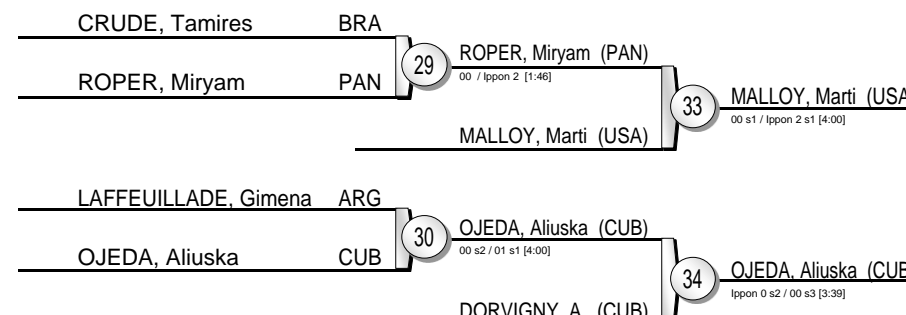 CRUDE, Tamires BRA
ROPER, Miryam PAN
29
ROPER, Miryam (PAN)
00 / Ippon 2 [1:46]
MALLOY, Marti (USA)
33
MALLOY, Marti (USA
00 s1 / Ippon 2 s1 [4:00]
LAFFEUILLADE, Gimena ARG
OJEDA, Aliuska CUB
30
OJEDA, Aliuska (CUB)
00 s2 / 01 s1 [4:00]
DORVIGNY, A (CUB)
34
OJEDA, Aliuska (CUB
Ippon 0 s2 / 00 s3 [3:39]